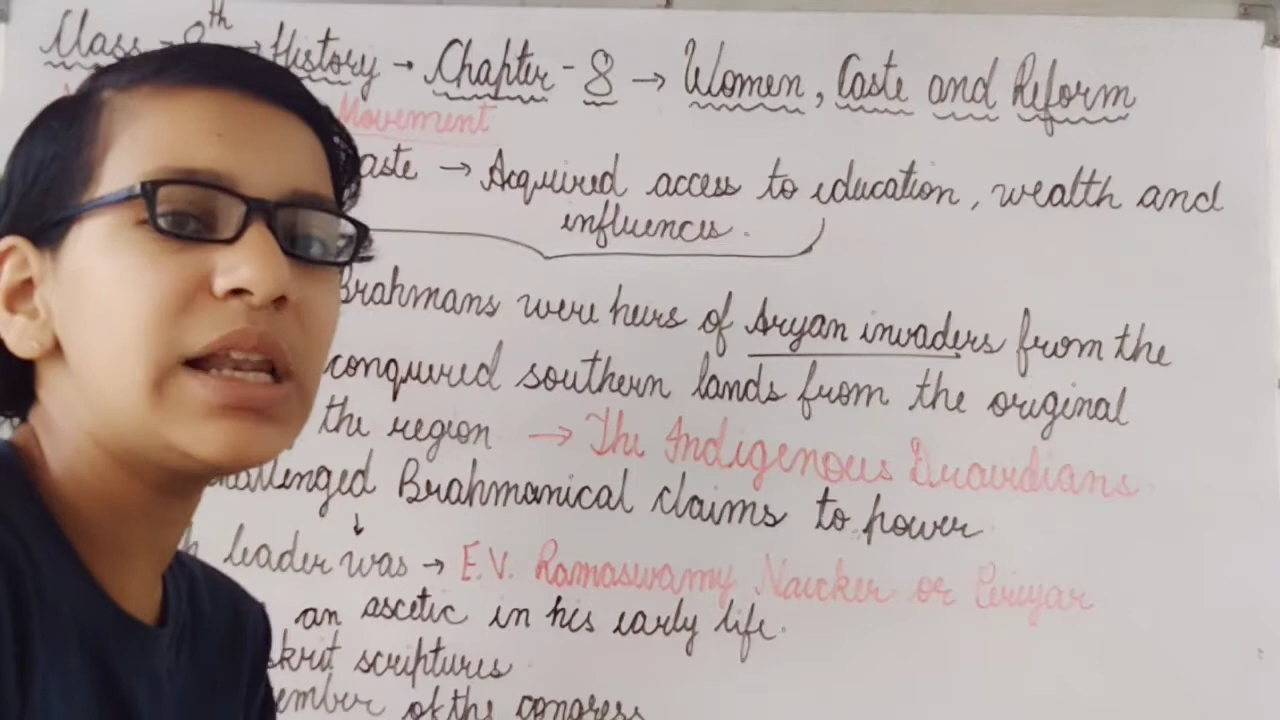 Class - 8th → History → Chapter - 8 → Women, Caste and Reform
Movement
aste → Acquired access to education, wealth and
influences.
Brahmans were heirs of Aryan invaders from the
conquered southern lands from the original
the region → The Indigenous Dravidians
hallenged Brahmanical claims to power
leader was → E.V. Ramaswamy Naicker or Periyar
an ascetic in his early life.
skrit scriptures
ember of the congress